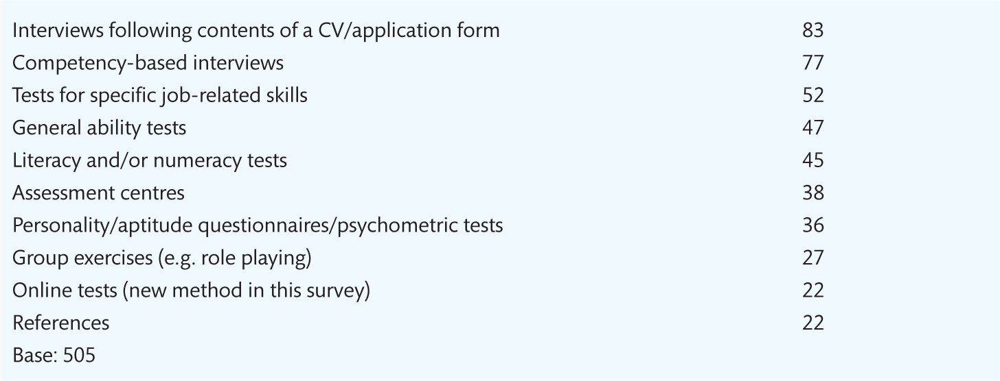 Interviews following contents of a CV/application form 83
Competency-based interviews 77
Tests for specific job-related skills 52
General ability tests 47
Literacy and/or numeracy tests 45
Assessment centres 38
Personality/aptitude questionnaires/psychometric tests 36
Group exercises (e.g. role playing) 27
Online tests (new method in this survey) 22
References 22
Base: 505